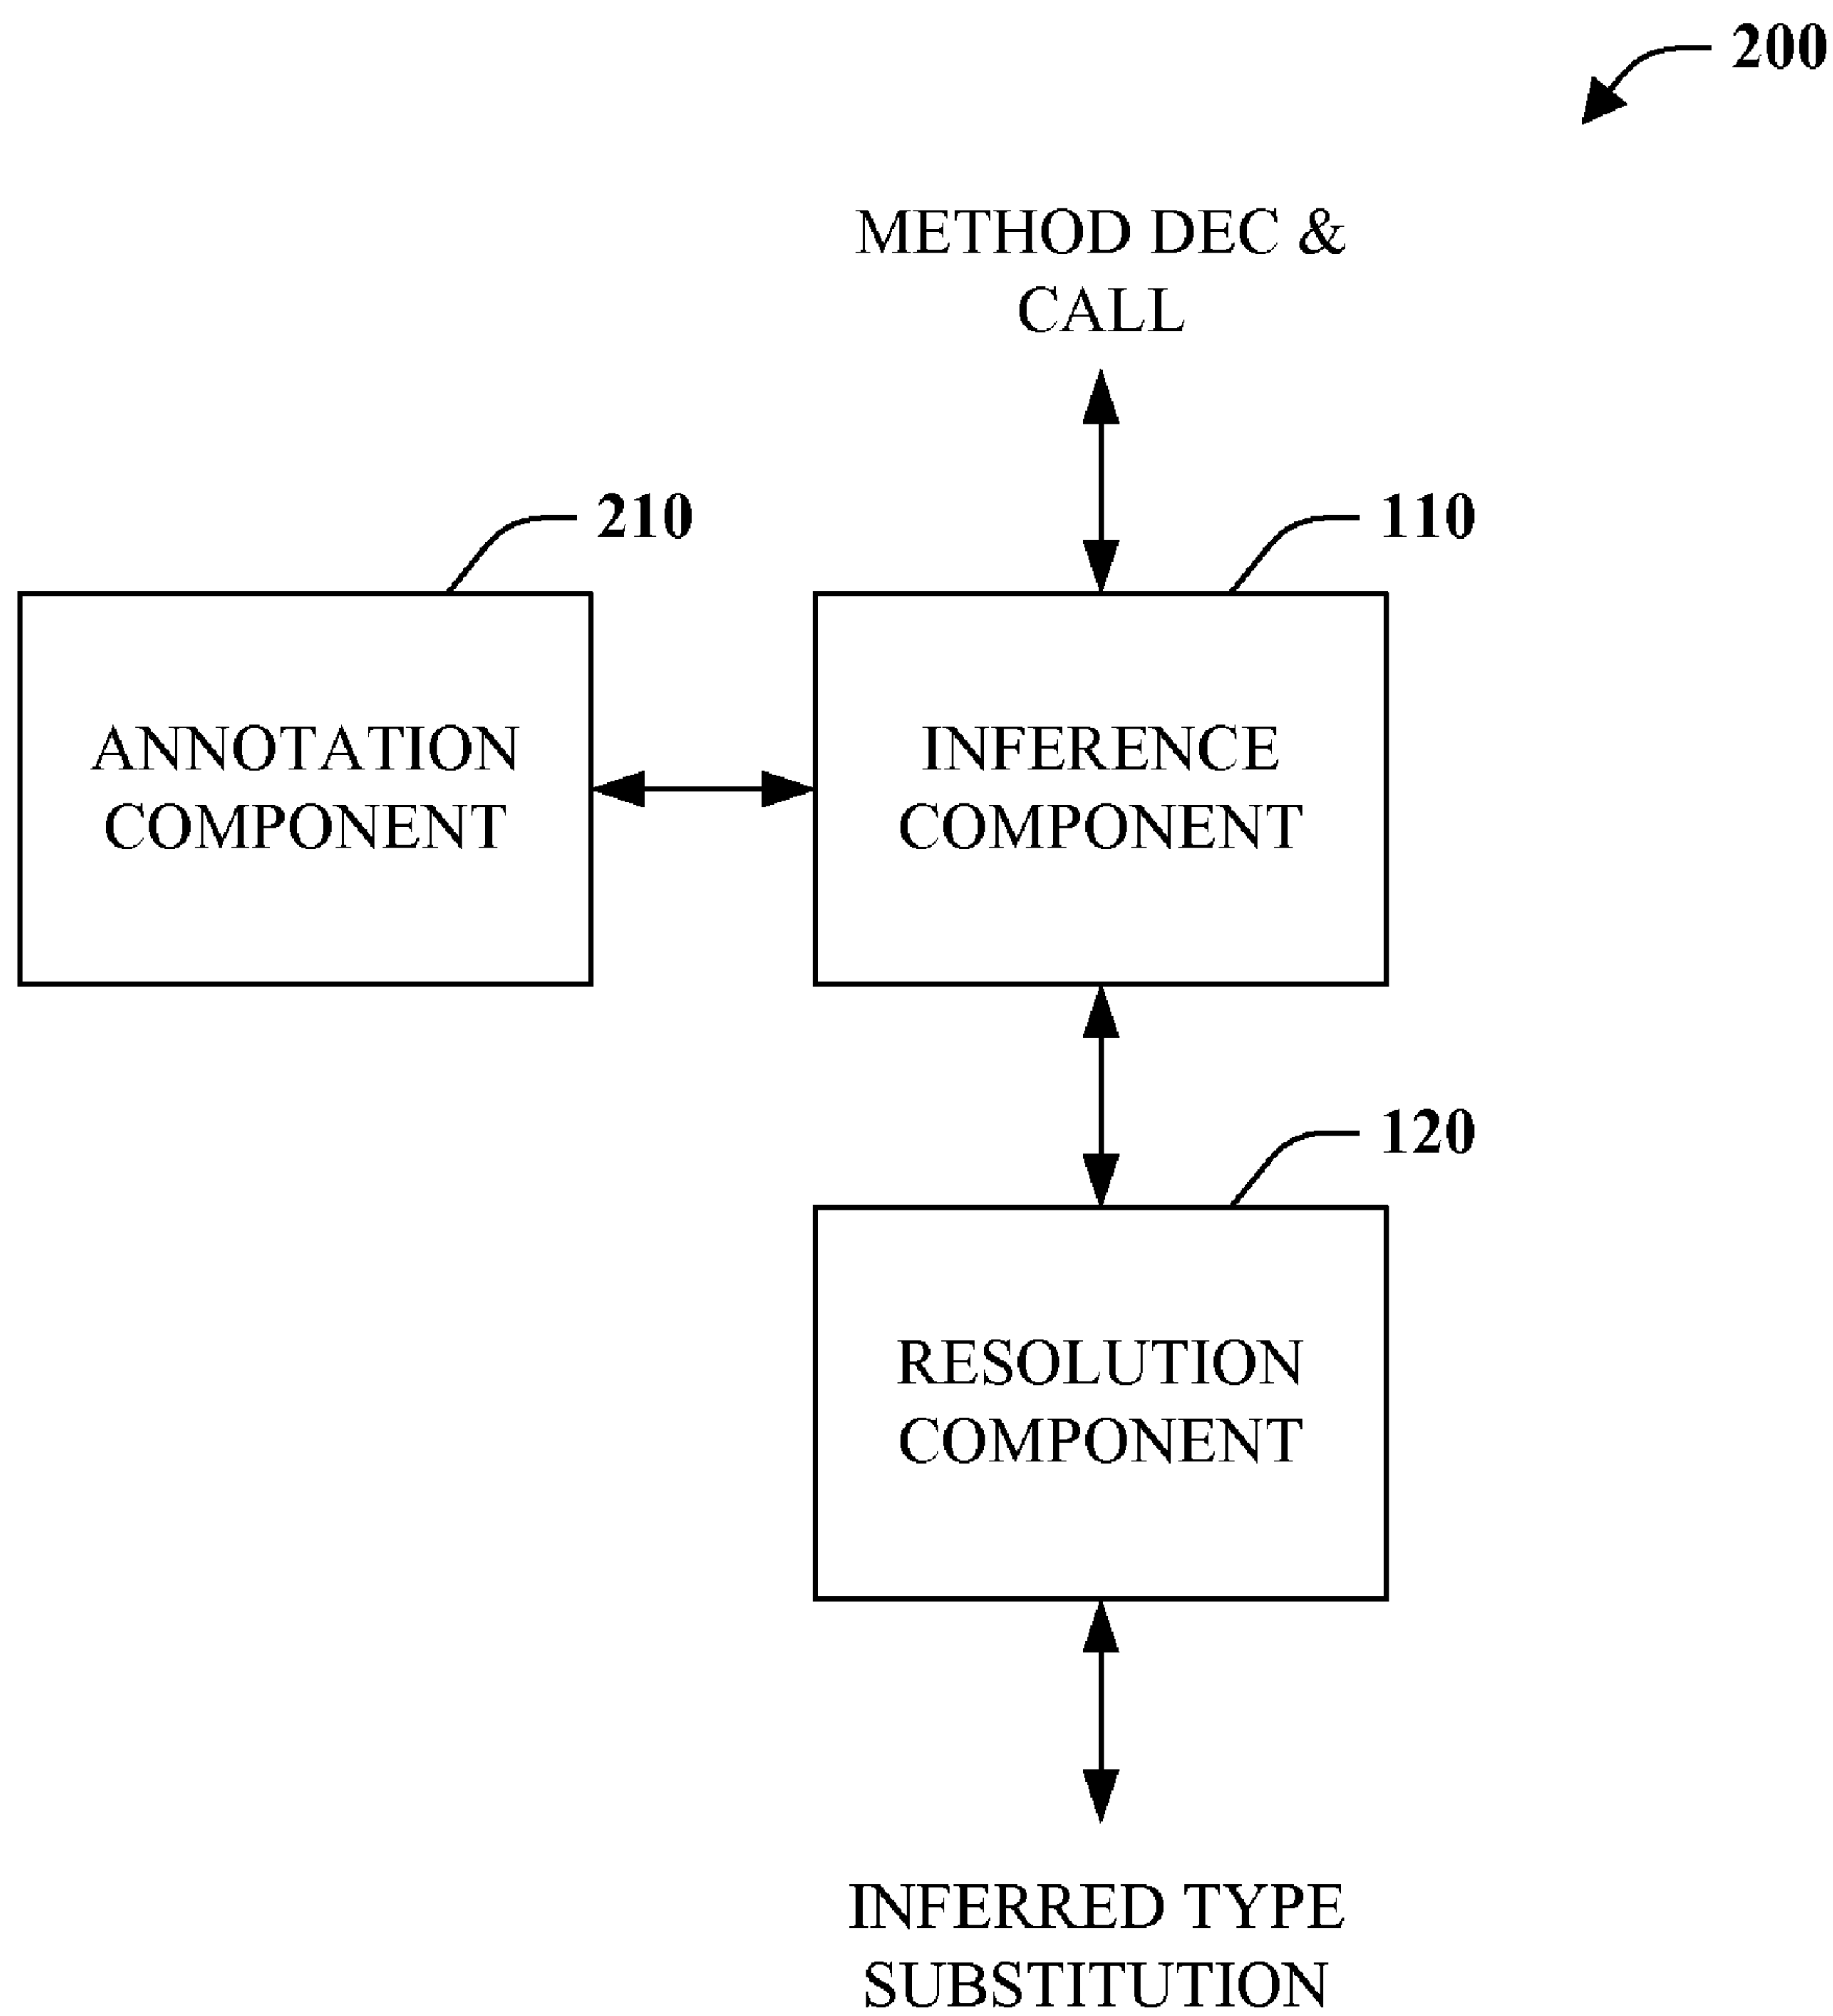 200
METHOD DEC &
CALL
210
110
ANNOTATION
COMPONENT
INFERENCE
COMPONENT
120
RESOLUTION
COMPONENT
INFERRED TYPE
SUBSTITUTION